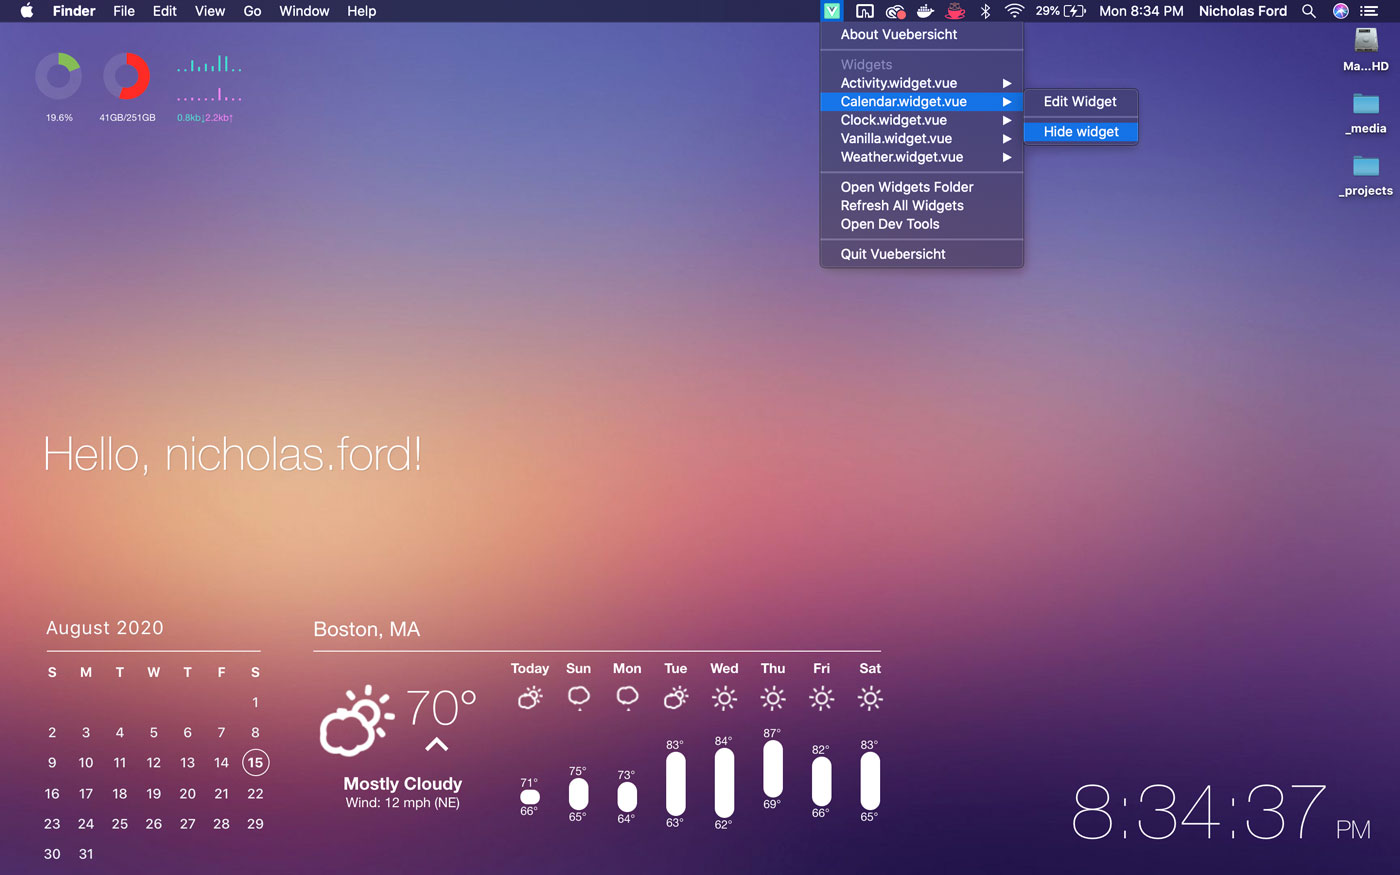 Finder File Edit View Go Window Help 29% Mon 8:34 PM Nicholas Ford
About Vuebersicht
Widgets
Activity.widget.vue
Calendar.widget.vue
Clock.widget.vue
Vanilla.widget.vue
Weather.widget.vue
Open Widgets Folder
Refresh All Widgets
Open Dev Tools
Quit Vuebersicht
Edit Widget
Hide widget
Ma...HD
_media
_projects
19.6%
41GB/251GB
0.8kb↓2.2kb↑
Hello, nicholas.ford!
August 2020
S M T W T F S
1
2 3 4 5 6 7 8
9 10 11 12 13 14 15
16 17 18 19 20 21 22
23 24 25 26 27 28 29
30 31
Boston, MA
70°
Mostly Cloudy
Wind: 12 mph (NE)
Today Sun Mon Tue Wed Thu Fri Sat
71° 75° 73° 83° 84° 87° 82° 83°
66° 65° 64° 63° 62° 69° 66° 65°
8:34:37 PM